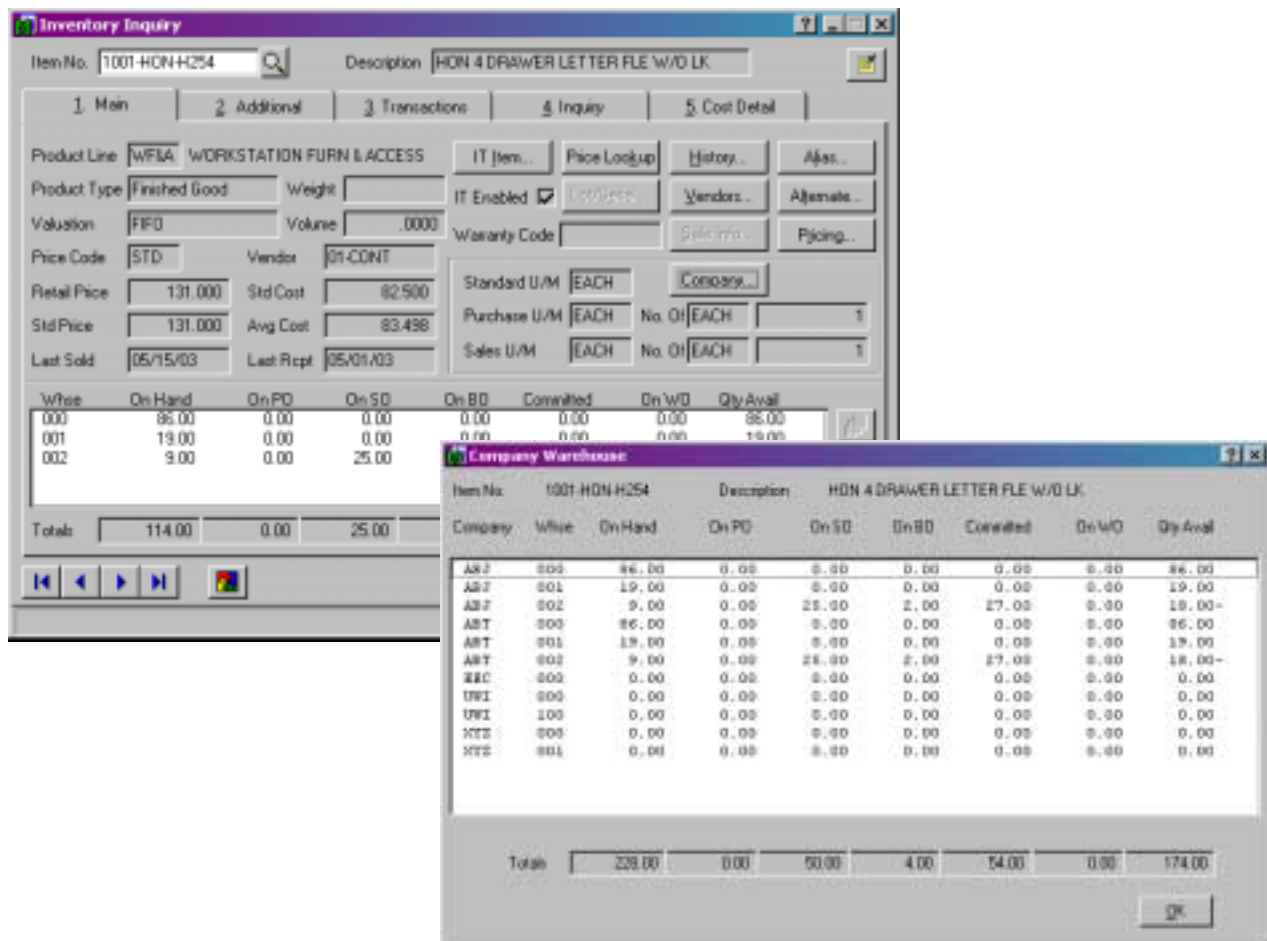 Inventory Inquiry
Item No. 1001-HON-H254 Description HON 4 DRAWER LETTER FLE W/O LK
1. Main 2. Additional 3. Transactions 4. Inquiry 5. Cost Detail
Product Line WF&A WORKSTATION FURN & ACCESS IT Item... Price Lookup History... Alias...
Product Type Finished Good Weight IT Enabled Vendors... Alternate...
Valuation FIFO Volume .0000 Warranty Code Pricing...
Price Code STD Vendor 01-CONT
Retail Price 131.000 Std Cost 82.500 Standard U/M EACH Company...
Std Price 131.000 Avg Cost 83.498 Purchase U/M EACH No. Of EACH 1
Last Sold 05/15/03 Last Rcpt 05/01/03 Sales U/M EACH No. Of EACH 1
Whse On Hand On PO On SO On BO Committed On WO Qty Avail
000 86.00 0.00 0.00 0.00 0.00 0.00 86.00
001 19.00 0.00 0.00 0.00 0.00 0.00 19.00
002 9.00 0.00 25.00
Totals 114.00 0.00 25.00
Company Warehouse
Item No. 1001-HON-H254 Description HON 4 DRAWER LETTER FLE W/O LK
Company Whse On Hand On PO On SO On BO Committed On WO Qty Avail
000 86.00 0.00 0.00 0.00 0.00 0.00 86.00
001 19.00 0.00 0.00 0.00 0.00 0.00 19.00
002 9.00 0.00 25.00 2.00 27.00 0.00 18.00-
000 86.00 0.00 0.00 0.00 0.00 0.00 86.00
001 19.00 0.00 0.00 0.00 0.00 0.00 19.00
002 9.00 0.00 25.00 2.00 27.00 0.00 18.00-
000 0.00 0.00 0.00 0.00 0.00 0.00 0.00
000 0.00 0.00 0.00 0.00 0.00 0.00 0.00
100 0.00 0.00 0.00 0.00 0.00 0.00 0.00
XYZ 000 0.00 0.00 0.00 0.00 0.00 0.00 0.00
XYZ 001 0.00 0.00 0.00 0.00 0.00 0.00 0.00
Totals 228.00 0.00 50.00 4.00 54.00 0.00 174.00
OK